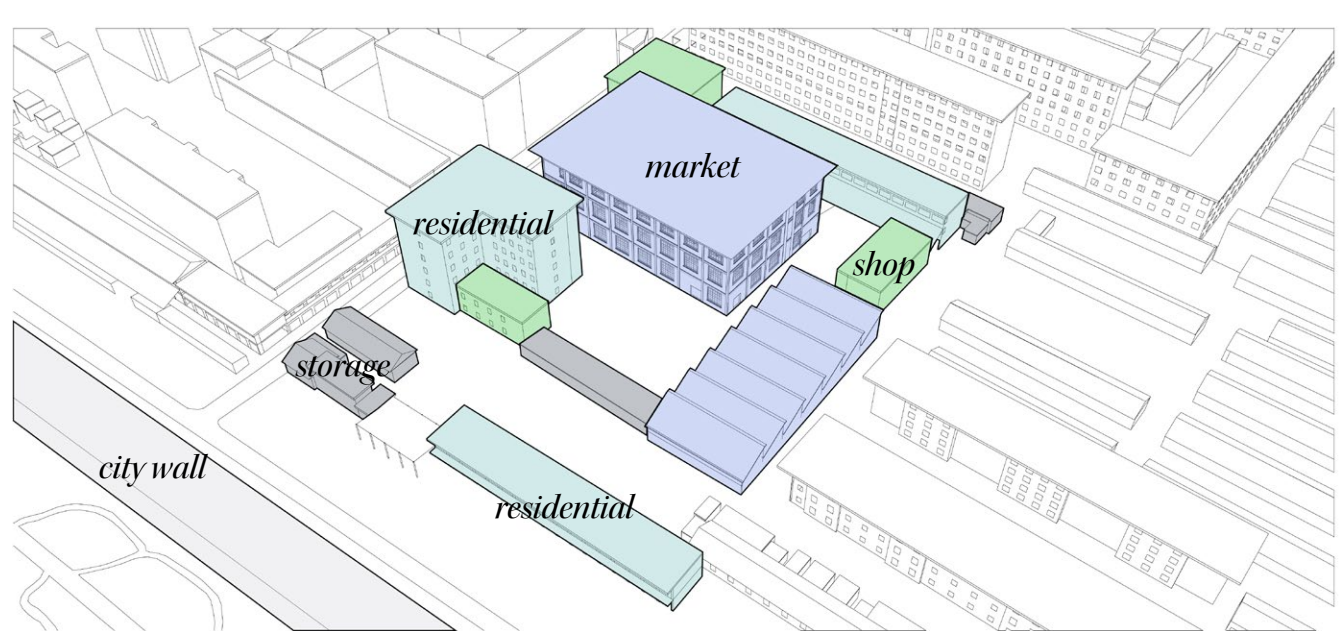 market
residential
shop
storage
city wall
residential